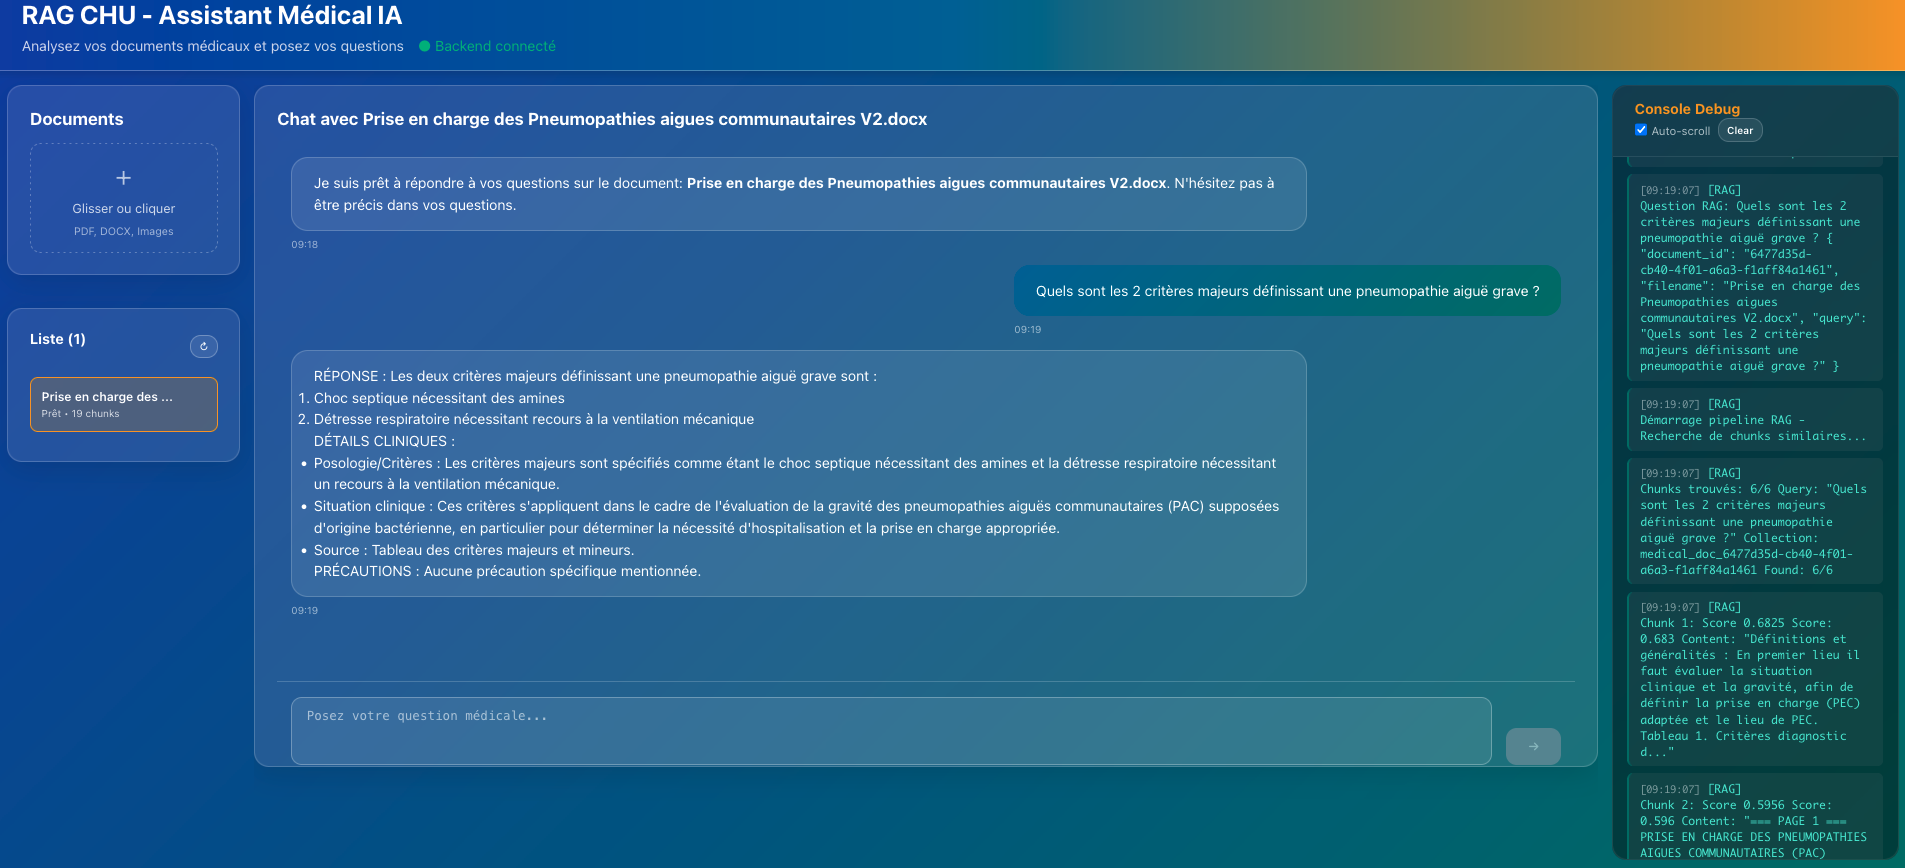 RAG CHU - Assistant Médical IA
Analysez vos documents médicaux et posez vos questions
Backend connecté
Documents
+
Glisser ou cliquer
PDF, DOCX, Images
Liste (1)
Prise en charge des ...
Prêt • 19 chunks
Chat avec Prise en charge des Pneumopathies aigues communautaires V2.docx
Je suis prêt à répondre à vos questions sur le document: Prise en charge des Pneumopathies aigues communautaires V2.docx. N'hésitez pas à
être précis dans vos questions.
09:18
Quels sont les 2 critères majeurs définissant une pneumopathie aiguë grave ?
09:19
RÉPONSE : Les deux critères majeurs définissant une pneumopathie aiguë grave sont :
1. Choc septique nécessitant des amines
2. Détresse respiratoire nécessitant recours à la ventilation mécanique
DÉTAILS CLINIQUES :
• Posologie/Critères : Les critères majeurs sont spécifiés comme étant le choc septique nécessitant des amines et la détresse respiratoire nécessitant
un recours à la ventilation mécanique.
• Situation clinique : Ces critères s'appliquent dans le cadre de l'évaluation de la gravité des pneumopathies aiguës communautaires (PAC) supposées
d'origine bactérienne, en particulier pour déterminer la nécessité d'hospitalisation et la prise en charge appropriée.
• Source : Tableau des critères majeurs et mineurs.
PRÉCAUTIONS : Aucune précaution spécifique mentionnée.
09:19
Posez votre question médicale...
→
Console Debug
Auto-scroll
Clear
[09:19:07] [RAG]
Question RAG: Quels sont les 2
critères majeurs définissant une
pneumopathie aiguë grave ? {
"document_id": "6477d35d-
cb40-4f01-a6a3-f1aff84a1461",
"filename": "Prise en charge des
Pneumopathies aigues
communautaires V2.docx", "query":
"Quels sont les 2 critères
majeurs définissant une
pneumopathie aiguë grave ?" }
[09:19:07] [RAG]
Démarrage pipeline RAG -
Recherche de chunks similaires...
[09:19:07] [RAG]
Chunks trouvés: 6/6 Query: "Quels
sont les 2 critères majeurs
définissant une pneumopathie
aiguë grave ?" Collection:
medical_doc_6477d35d-cb40-4f01-
a6a3-f1aff84a1461 Found: 6/6
[09:19:07] [RAG]
Chunk 1: Score 0.6825 Score:
0.683 Content: "Définitions et
généralités : En premier lieu il
faut évaluer la situation
clinique et la gravité, afin de
définir la prise en charge (PEC)
adaptée et le lieu de PEC.
Tableau 1. Critères diagnostic
d..."
[09:19:07] [RAG]
Chunk 2: Score 0.5956 Score:
0.596 Content: "=== PAGE 1 ===
PRISE EN CHARGE DES PNEUMOPATHIES
AIGUES COMMUNAUTAIRES (PAC)